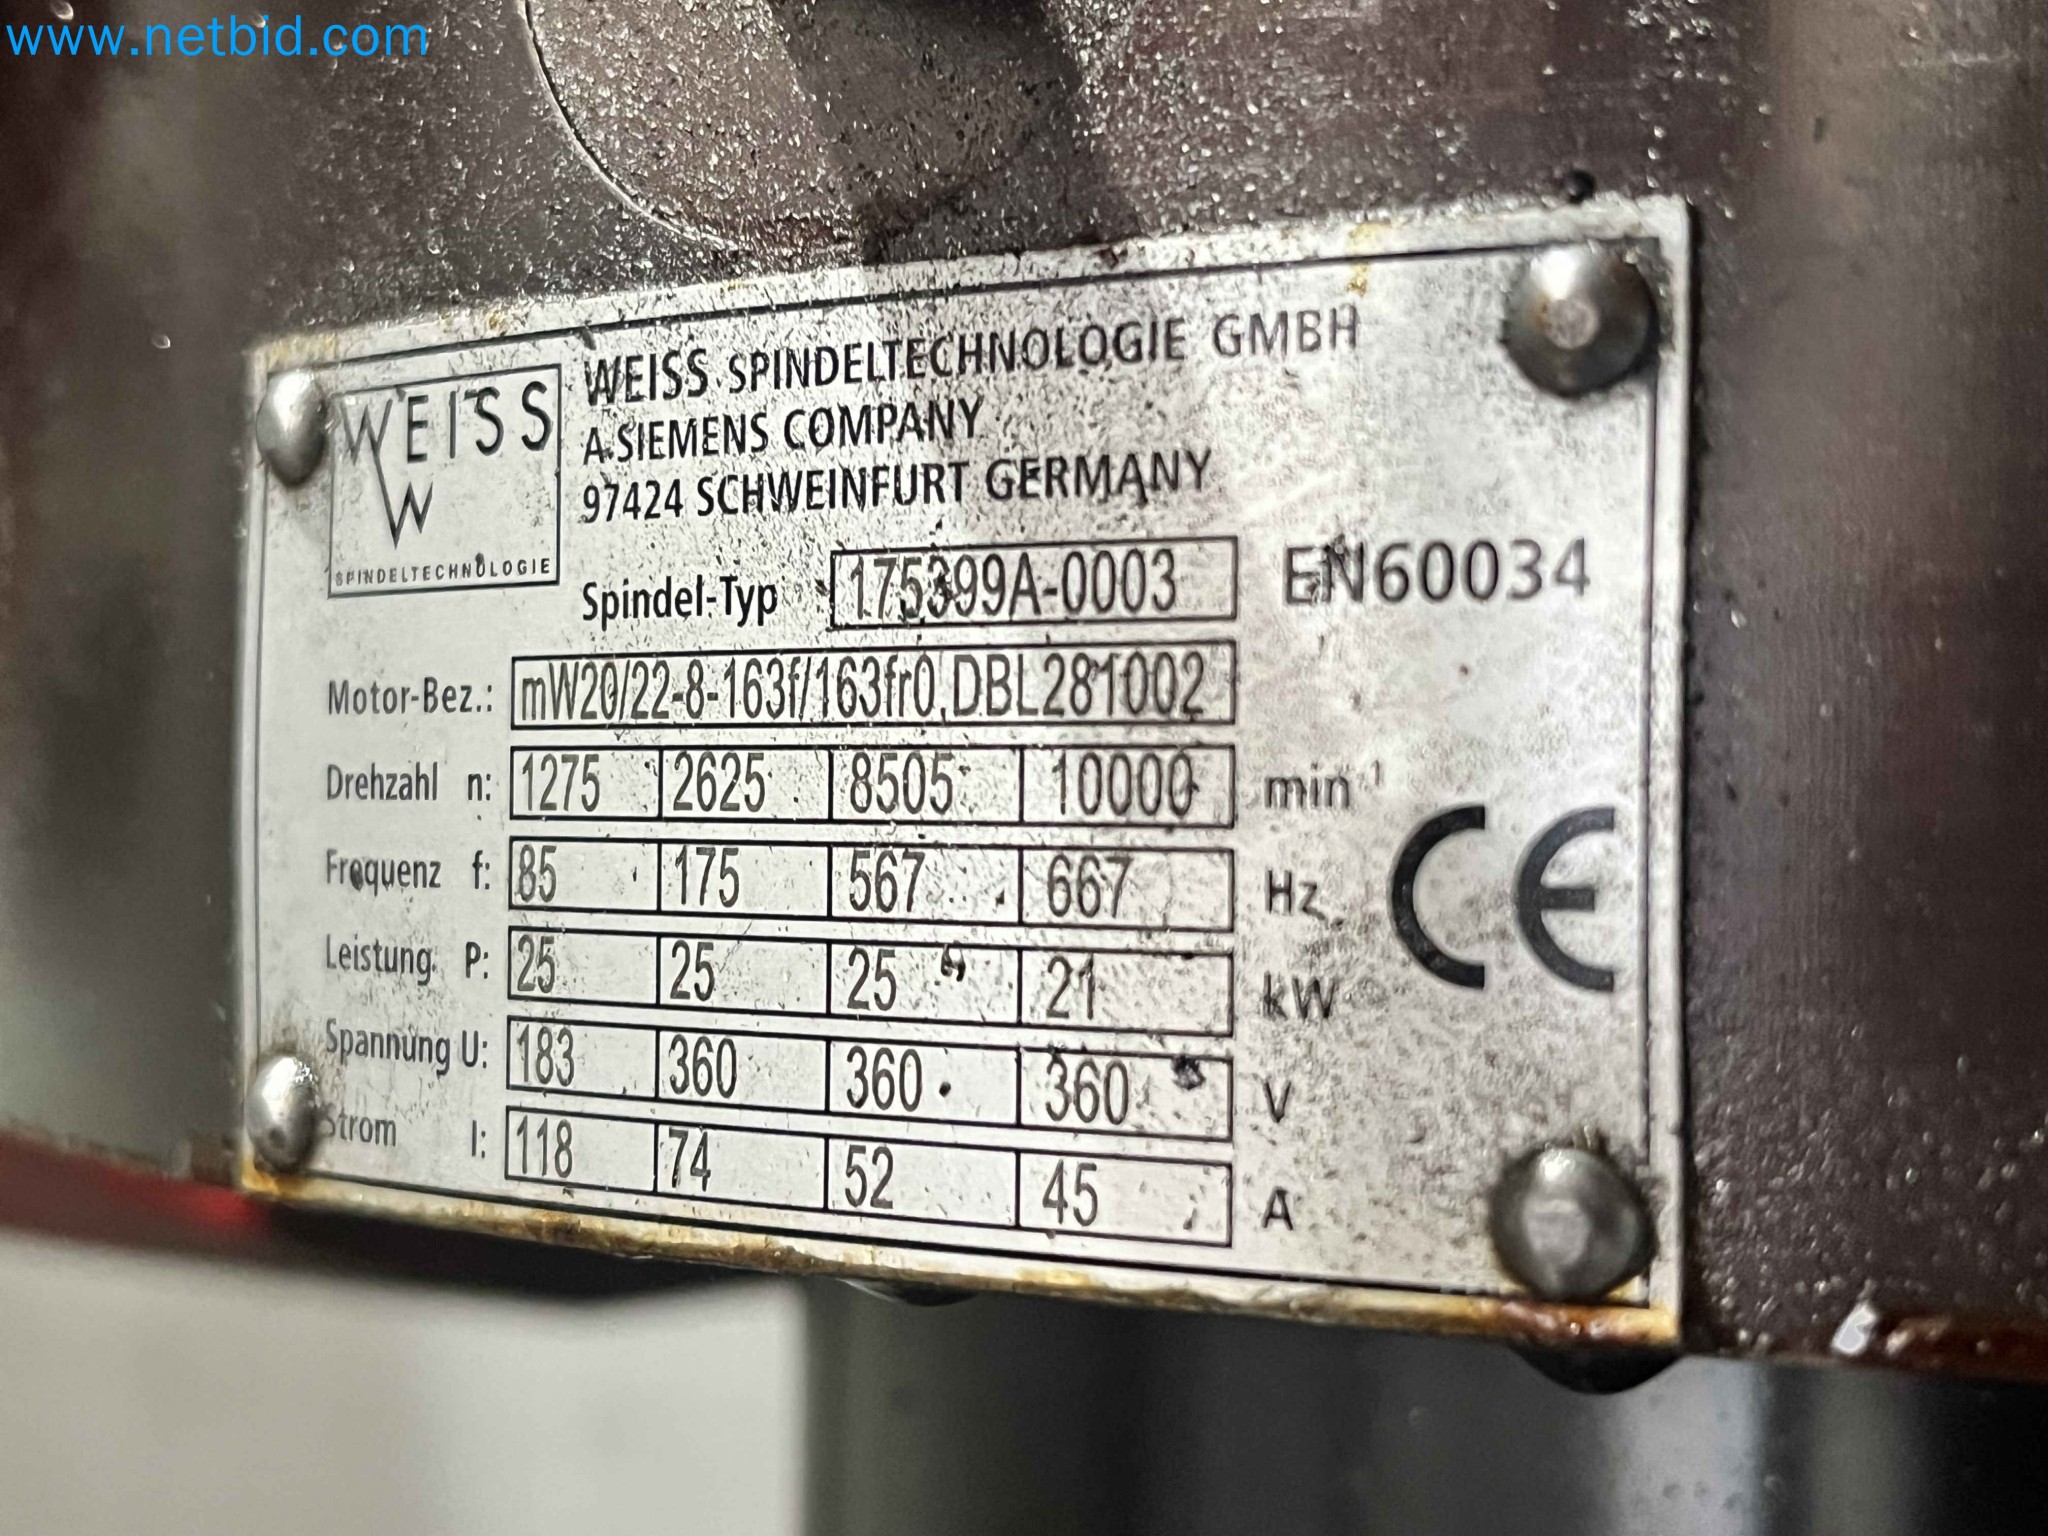 www.netbid.com
WEISS
W
SPINDELTECHNOLOGIE
WEISS SPINDELTECHNOLOGIE GMBH
A SIEMENS COMPANY
97424 SCHWEINFURT GERMANY
Spindel-Typ 175399A-0003 EN60034
Motor-Bez.: mW20/22-8-163f/163fr0,DBL281002
Drehzahl n: 1275 2625 8505 10000 min-1
Frequenz f: 85 175 567 667 Hz
Leistung P: 25 25 25 21 kW
Spannung U: 183 360 360 360 V
Strom I: 118 74 52 45 A
CE